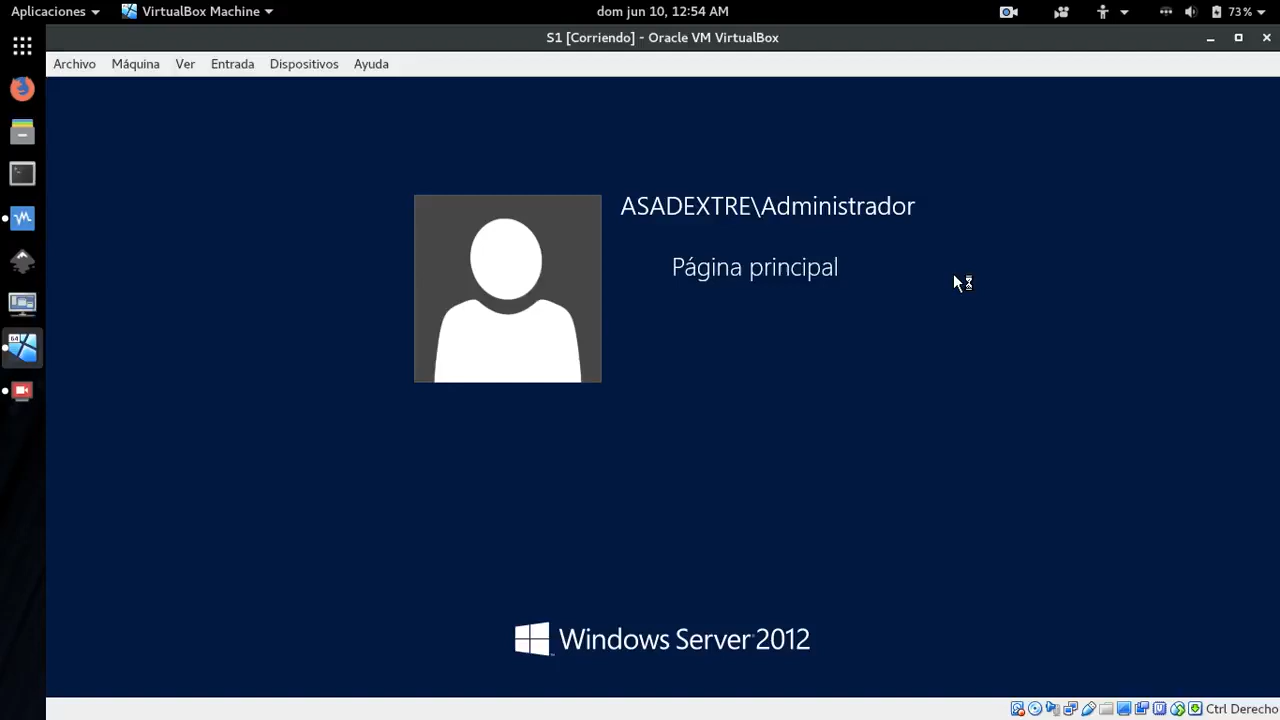 Aplicaciones VirtualBox Machine dom jun 10, 12:54 AM 73%
S1 [Corriendo] - Oracle VM VirtualBox
Archivo Máquina Ver Entrada Dispositivos Ayuda
ASADEXTRE\Administrador
Página principal
Windows Server 2012
Ctrl Derecho